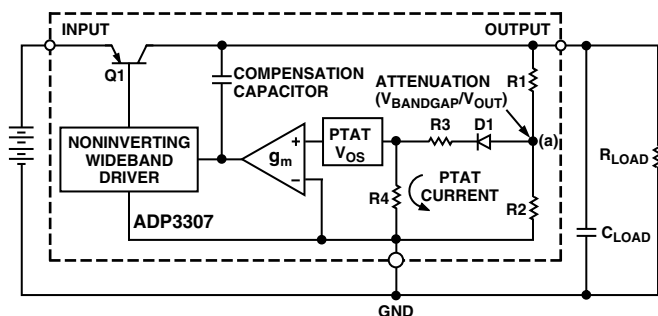 INPUT
OUTPUT
Q1
COMPENSATION
CAPACITOR
ATTENUATION
(VBANDGAP/VOUT)
R1
R3
D1
(a)
NONINVERTING
WIDEBAND
DRIVER
gm
+
−
PTAT
VOS
R4
PTAT
CURRENT
R2
RLOAD
CLOAD
ADP3307
GND